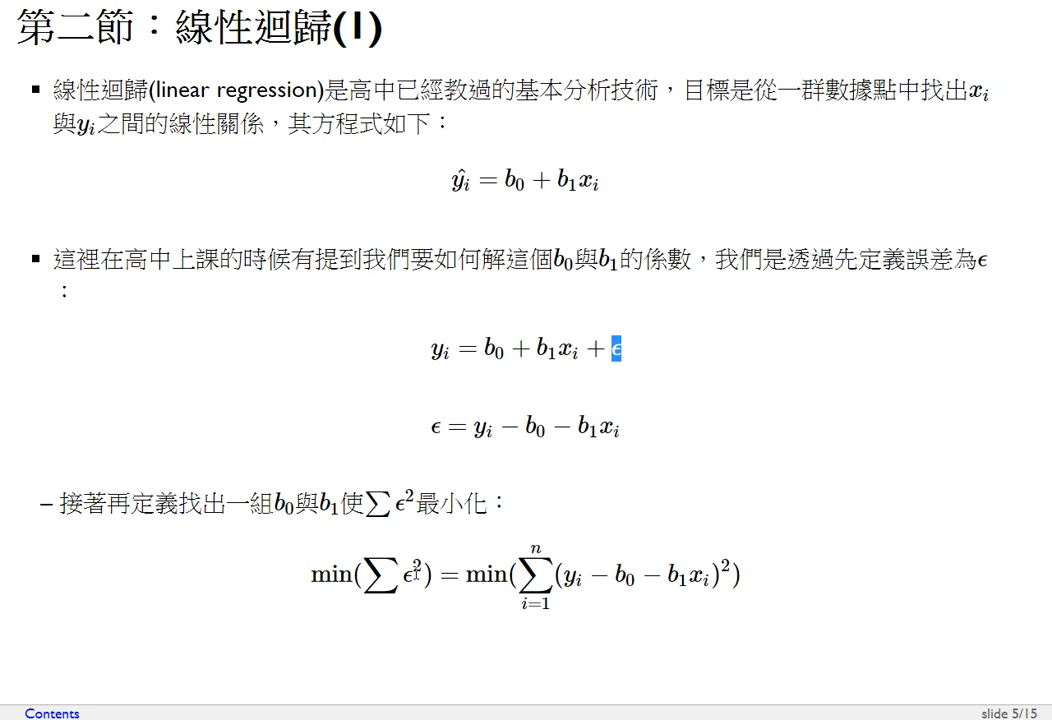 第二節：線性迴歸(1)
▪ 線性迴歸(linear regression)是高中已經教過的基本分析技術，目標是從一群數據點中找出xᵢ
與yᵢ之間的線性關係，其方程式如下：
ŷᵢ = b₀ + b₁xᵢ
▪ 這裡在高中上課的時候有提到我們要如何解這個b₀與b₁的係數，我們是透過先定義誤差為ϵ
：
yᵢ = b₀ + b₁xᵢ + ϵ
ϵ = yᵢ − b₀ − b₁xᵢ
– 接著再定義找出一組b₀與b₁使∑ ϵ²最小化：
min(∑ ϵ²) = min(∑ⁿᵢ₌₁(yᵢ − b₀ − b₁xᵢ)²)
Contents
slide 5/15